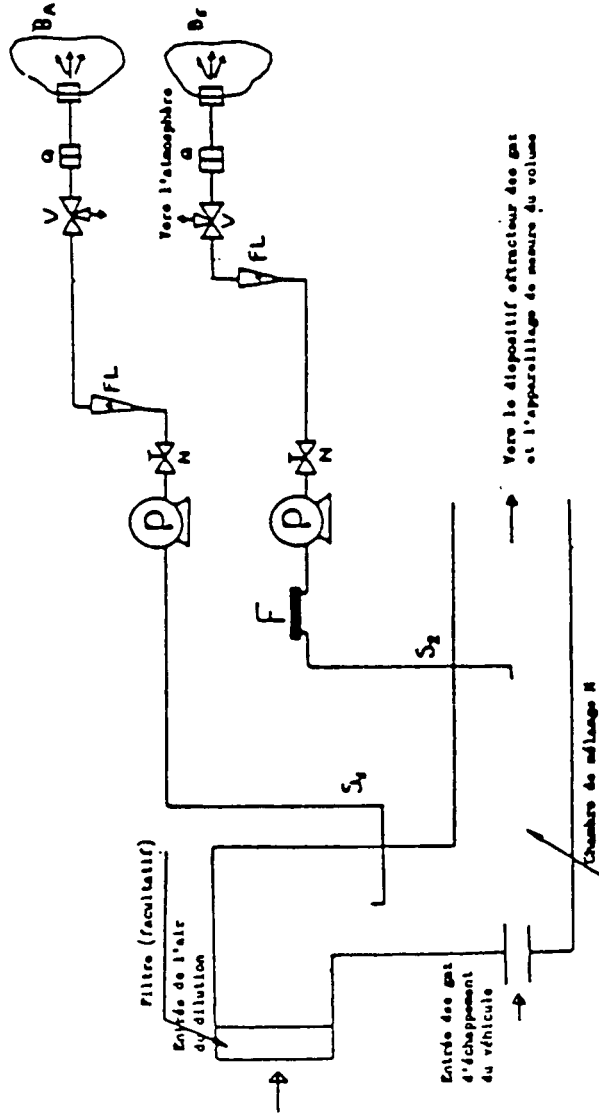 Filtre (facultatif)
Entrée de l'air
de dilution
Entrée des gaz
d'échappement
du véhicule
Chambre de mélange M
S₁
S₂
F
P
P
N
N
FL
FL
V
V
Vers l'atmosphère
Q
Q
BA
BF
Vers le dispositif extracteur des gaz
et l'appareillage de mesure du volume